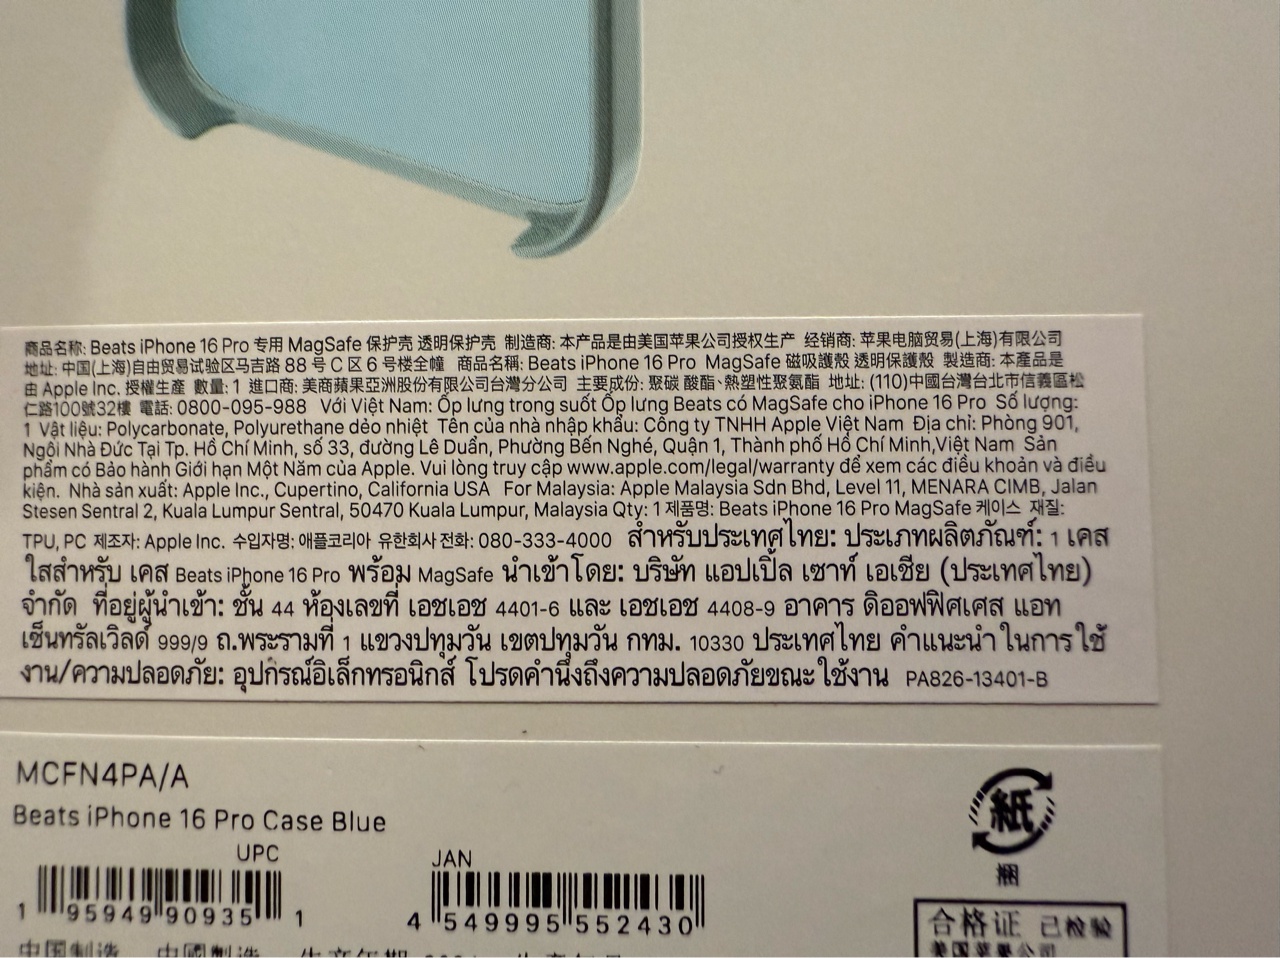 商品名称: Beats iPhone 16 Pro 专用 MagSafe 保护壳 透明保护壳 制造商: 本产品是由美国苹果公司授权生产 经销商: 苹果电脑贸易(上海)有限公司
地址: 中国(上海)自由贸易试验区马吉路 88 号 C 区 6 号楼全幢 商品名稱: Beats iPhone 16 Pro MagSafe 磁吸護殼 透明保護殼 製造商: 本產品是
由 Apple Inc. 授權生產 數量: 1 進口商: 美商蘋果亞洲股份有限公司台灣分公司 主要成份: 聚碳 酸酯、熱塑性聚氨酯 地址: (110)中國台灣台北市信義區松
仁路100號32樓 電話: 0800-095-988 Với Việt Nam: Ốp lưng trong suốt Ốp lưng Beats có MagSafe cho iPhone 16 Pro Số lượng:
1 Vật liệu: Polycarbonate, Polyurethane dẻo nhiệt Tên của nhà nhập khẩu: Công ty TNHH Apple Việt Nam Địa chỉ: Phòng 901,
Ngôi Nhà Đức Tại Tp. Hồ Chí Minh, số 33, đường Lê Duẩn, Phường Bến Nghé, Quận 1, Thành phố Hồ Chí Minh,Việt Nam Sản
phẩm có Bảo hành Giới hạn Một Năm của Apple. Vui lòng truy cập www.apple.com/legal/warranty để xem các điều khoản và điều
kiện. Nhà sản xuất: Apple Inc., Cupertino, California USA For Malaysia: Apple Malaysia Sdn Bhd, Level 11, MENARA CIMB, Jalan
Stesen Sentral 2, Kuala Lumpur Sentral, 50470 Kuala Lumpur, Malaysia Qty: 1 제품명: Beats iPhone 16 Pro MagSafe 케이스 재질:
TPU, PC 제조자: Apple Inc. 수입자명: 애플코리아 유한회사 전화: 080-333-4000 สำหรับประเทศไทย: ประเภทผลิตภัณฑ์: 1 เคส
ใสสำหรับ เคส Beats iPhone 16 Pro พร้อม MagSafe นำเข้าโดย: บริษัท แอปเปิ้ล เซาท์ เอเชีย (ประเทศไทย)
จำกัด ที่อยู่ผู้นำเข้า: ชั้น 44 ห้องเลขที่ เอชเอช 4401-6 และ เอชเอช 4408-9 อาคาร ดิออฟฟิศเศส แอท
เซ็นทรัลเวิลด์ 999/9 ถ.พระรามที่ 1 แขวงปทุมวัน เขตปทุมวัน กทม. 10330 ประเทศไทย คำแนะนำในการใช้
งาน/ความปลอดภัย: อุปกรณ์อิเล็กทรอนิกส์ โปรดคำนึงถึงความปลอดภัยขณะใช้งาน PA826-13401-B
MCFN4PA/A
Beats iPhone 16 Pro Case Blue
UPC
1 95949 90935 1
JAN
4 549995 552430
紙
捆
合格证 已检验
美国苹果公司
中国制造 中國製造